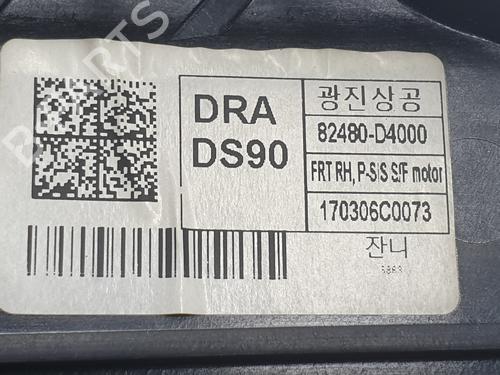 DRA
DS90
광진상공
82480-D4000
FRT RH, P-S/S S/F motor
170306C0073
잔니